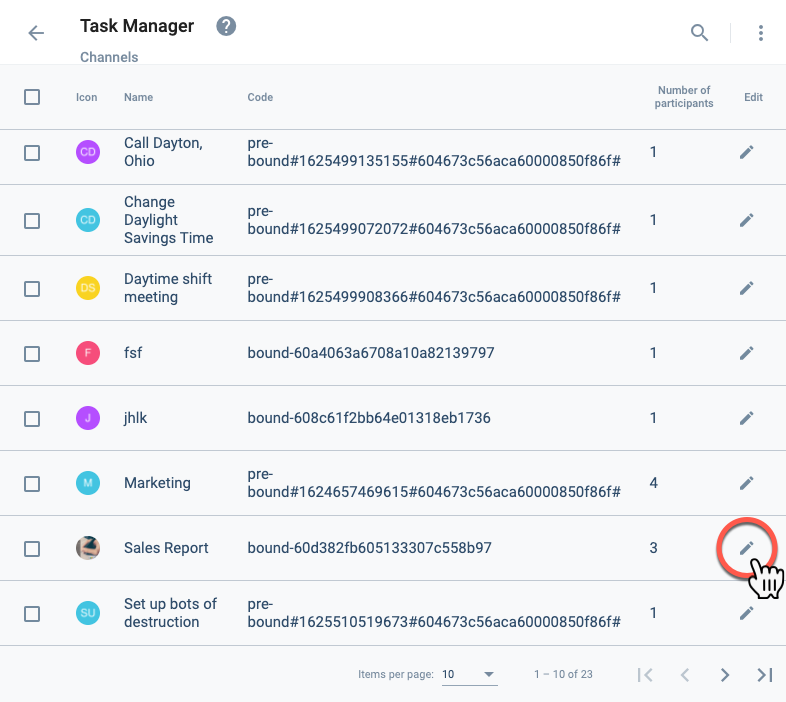 Task Manager ?
Channels
Icon Name Code Number of participants Edit
CD Call Dayton, Ohio pre-bound#1625499135155#604673c56aca60000850f86f# 1
CD Change Daylight Savings Time pre-bound#1625499072072#604673c56aca60000850f86f# 1
DS Daytime shift meeting pre-bound#1625499908366#604673c56aca60000850f86f# 1
F fsf bound-60a4063a6708a10a82139797 1
J jhlk bound-608c61f2bb64e01318eb1736 1
M Marketing pre-bound#1624657469615#604673c56aca60000850f86f# 4
Sales Report bound-60d382fb605133307c558b97 3
SU Set up bots of destruction pre-bound#1625510519673#604673c56aca60000850f86f# 1
Items per page: 10 1 – 10 of 23